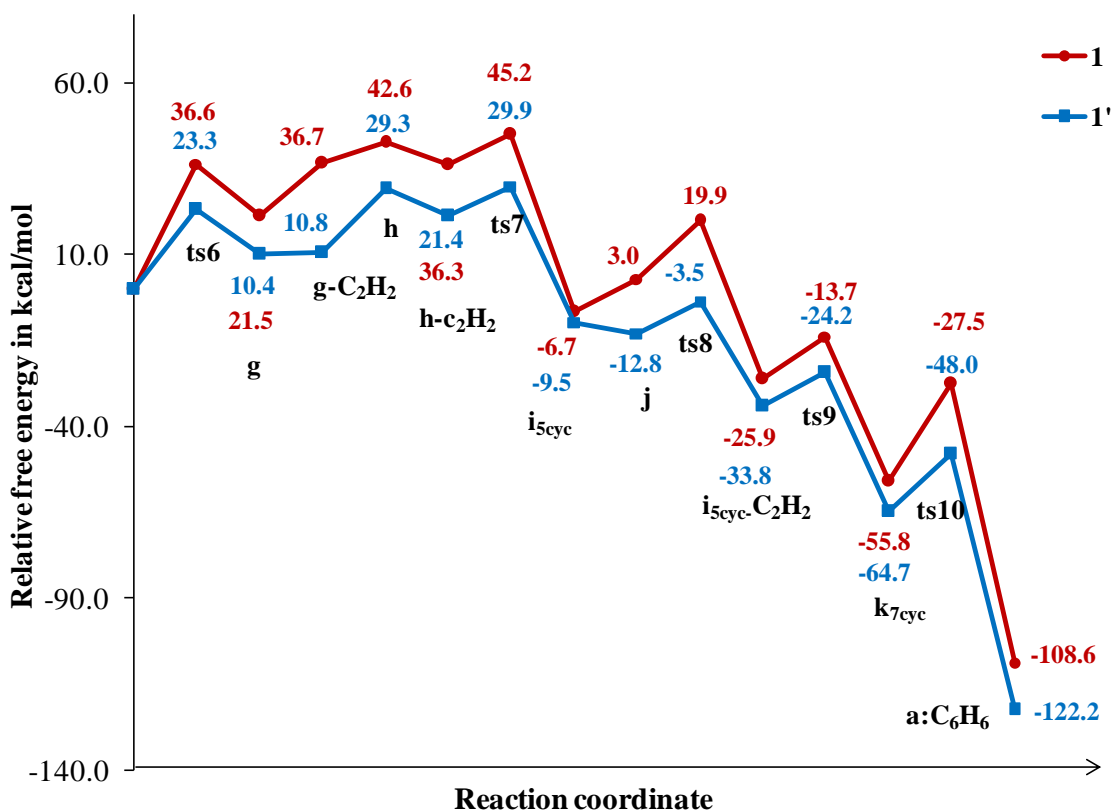 60.0
10.0
-40.0
-90.0
-140.0
Relative free energy in kcal/mol
Reaction coordinate
1
1'
36.6
23.3
ts6
10.4
21.5
g
36.7
10.8
g-C₂H₂
42.6
29.3
h
21.4
36.3
h-c₂H₂
45.2
29.9
ts7
-6.7
-9.5
i₅cyc
3.0
-12.8
j
19.9
-3.5
ts8
-25.9
-33.8
i₅cyc-C₂H₂
-13.7
-24.2
ts9
-55.8
-64.7
k₇cyc
-27.5
-48.0
ts10
-108.6
a:C₆H₆
-122.2